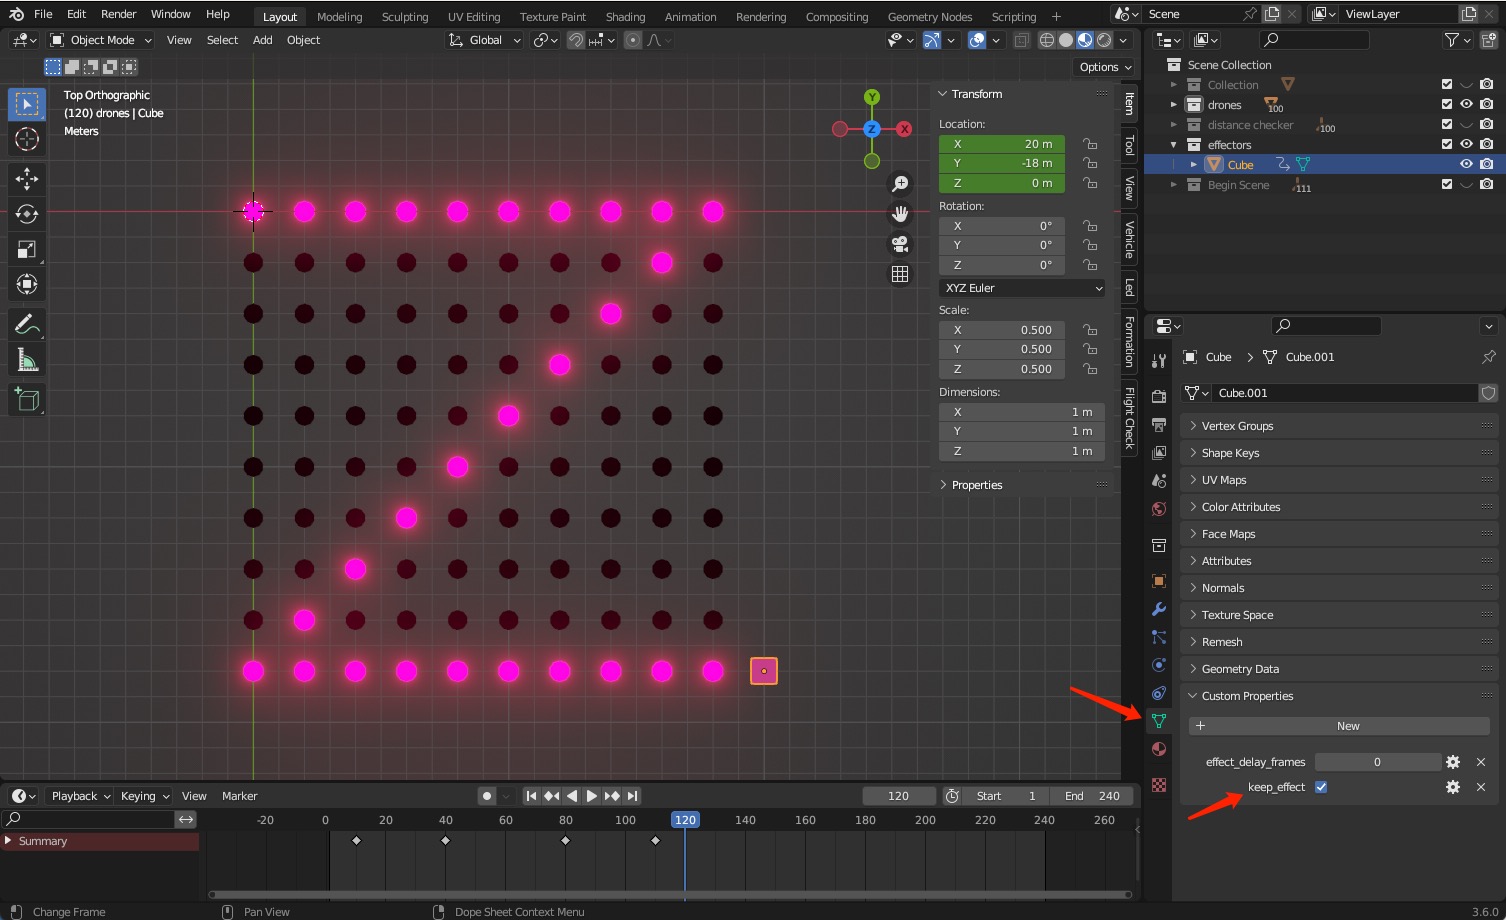 File Edit Render Window Help Layout Modeling Sculpting UV Editing Texture Paint Shading Animation Rendering Compositing Geometry Nodes Scripting + Scene ViewLayer
Object Mode View Select Add Object Global
Options
Top Orthographic
(120) drones | Cube
Meters
Y
Z
X
Transform
Location:
X 20 m
Y -18 m
Z 0 m
Rotation:
X 0°
Y 0°
Z 0°
XYZ Euler
Scale:
X 0.500
Y 0.500
Z 0.500
Dimensions:
X 1 m
Y 1 m
Z 1 m
Properties
Item
Tool
View
Vehicle
Led
Formation
Flight Check
Scene Collection
Collection
drones 100
distance checker 100
effectors
Cube
Begin Scene 111
Cube > Cube.001
Cube.001
Vertex Groups
Shape Keys
UV Maps
Color Attributes
Face Maps
Attributes
Normals
Texture Space
Remesh
Geometry Data
Custom Properties
+ New
effect_delay_frames 0
keep_effect
Playback Keying View Marker 120 Start 1 End 240
-20 0 20 40 60 80 100 120 140 160 180 200 220 240 260
Summary
Change Frame Pan View Dope Sheet Context Menu 3.6.0